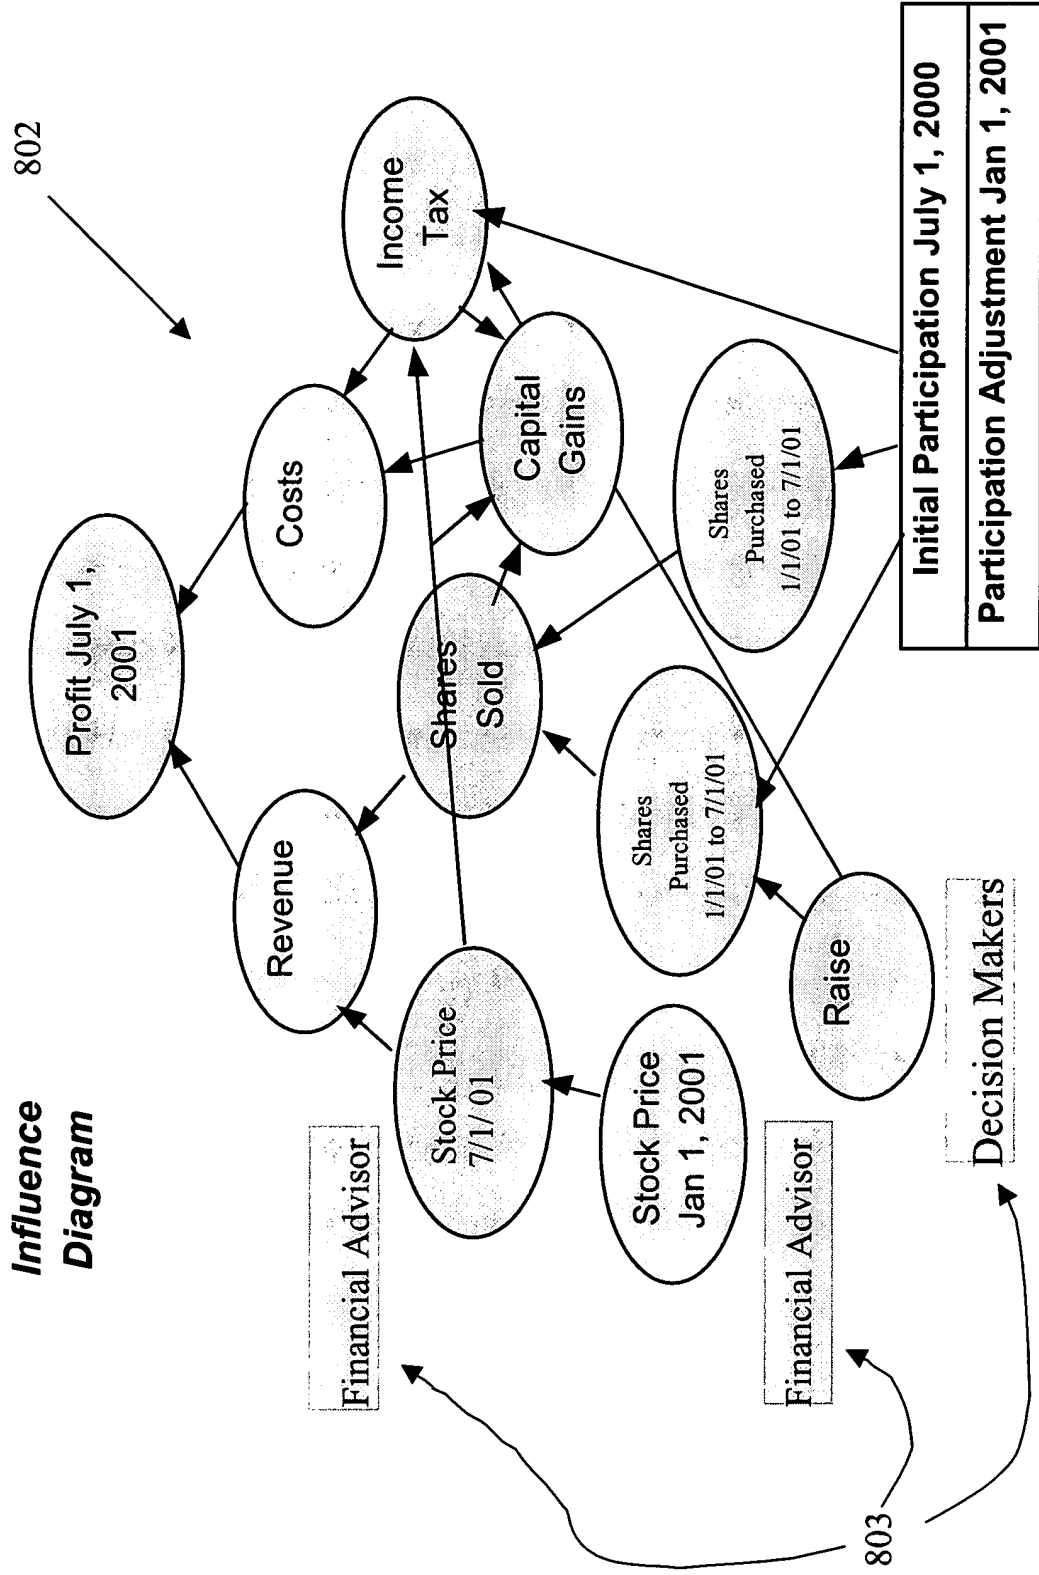 Influence
Diagram
802
Profit July 1,
2001
Revenue
Costs
Income
Tax
Financial Advisor
Stock Price
7/1/ 01
Shares
Sold
Capital
Gains
Stock Price
Jan 1, 2001
Shares
Purchased
1/1/01 to 7/1/01
Shares
Purchased
1/1/01 to 7/1/01
Financial Advisor
Raise
803
Decision Makers
Initial Participation July 1, 2000
Participation Adjustment Jan 1, 2001